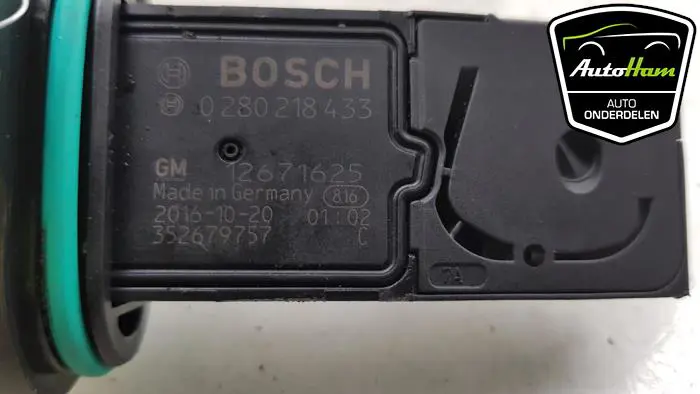 BOSCH
0 280 218 433
GM 12671625
Made in Germany 816
2016-10-20 01:02
352679757 C
7A
AutoHam
AUTO
ONDERDELEN